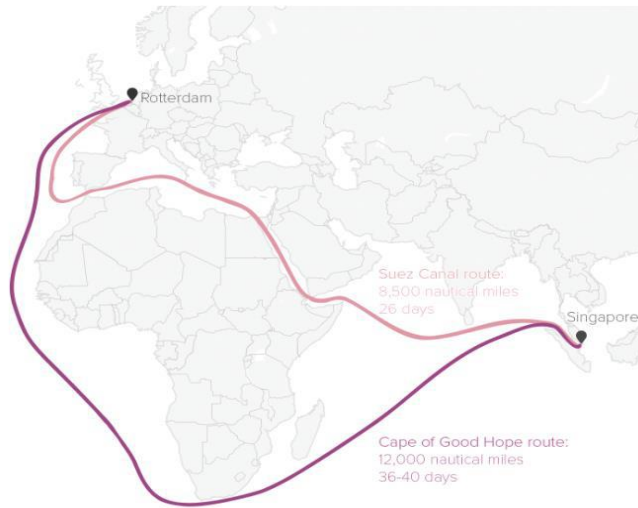 Rotterdam
Suez Canal route:
8,500 nautical miles
26 days
Singapore
Cape of Good Hope route:
12,000 nautical miles
36-40 days